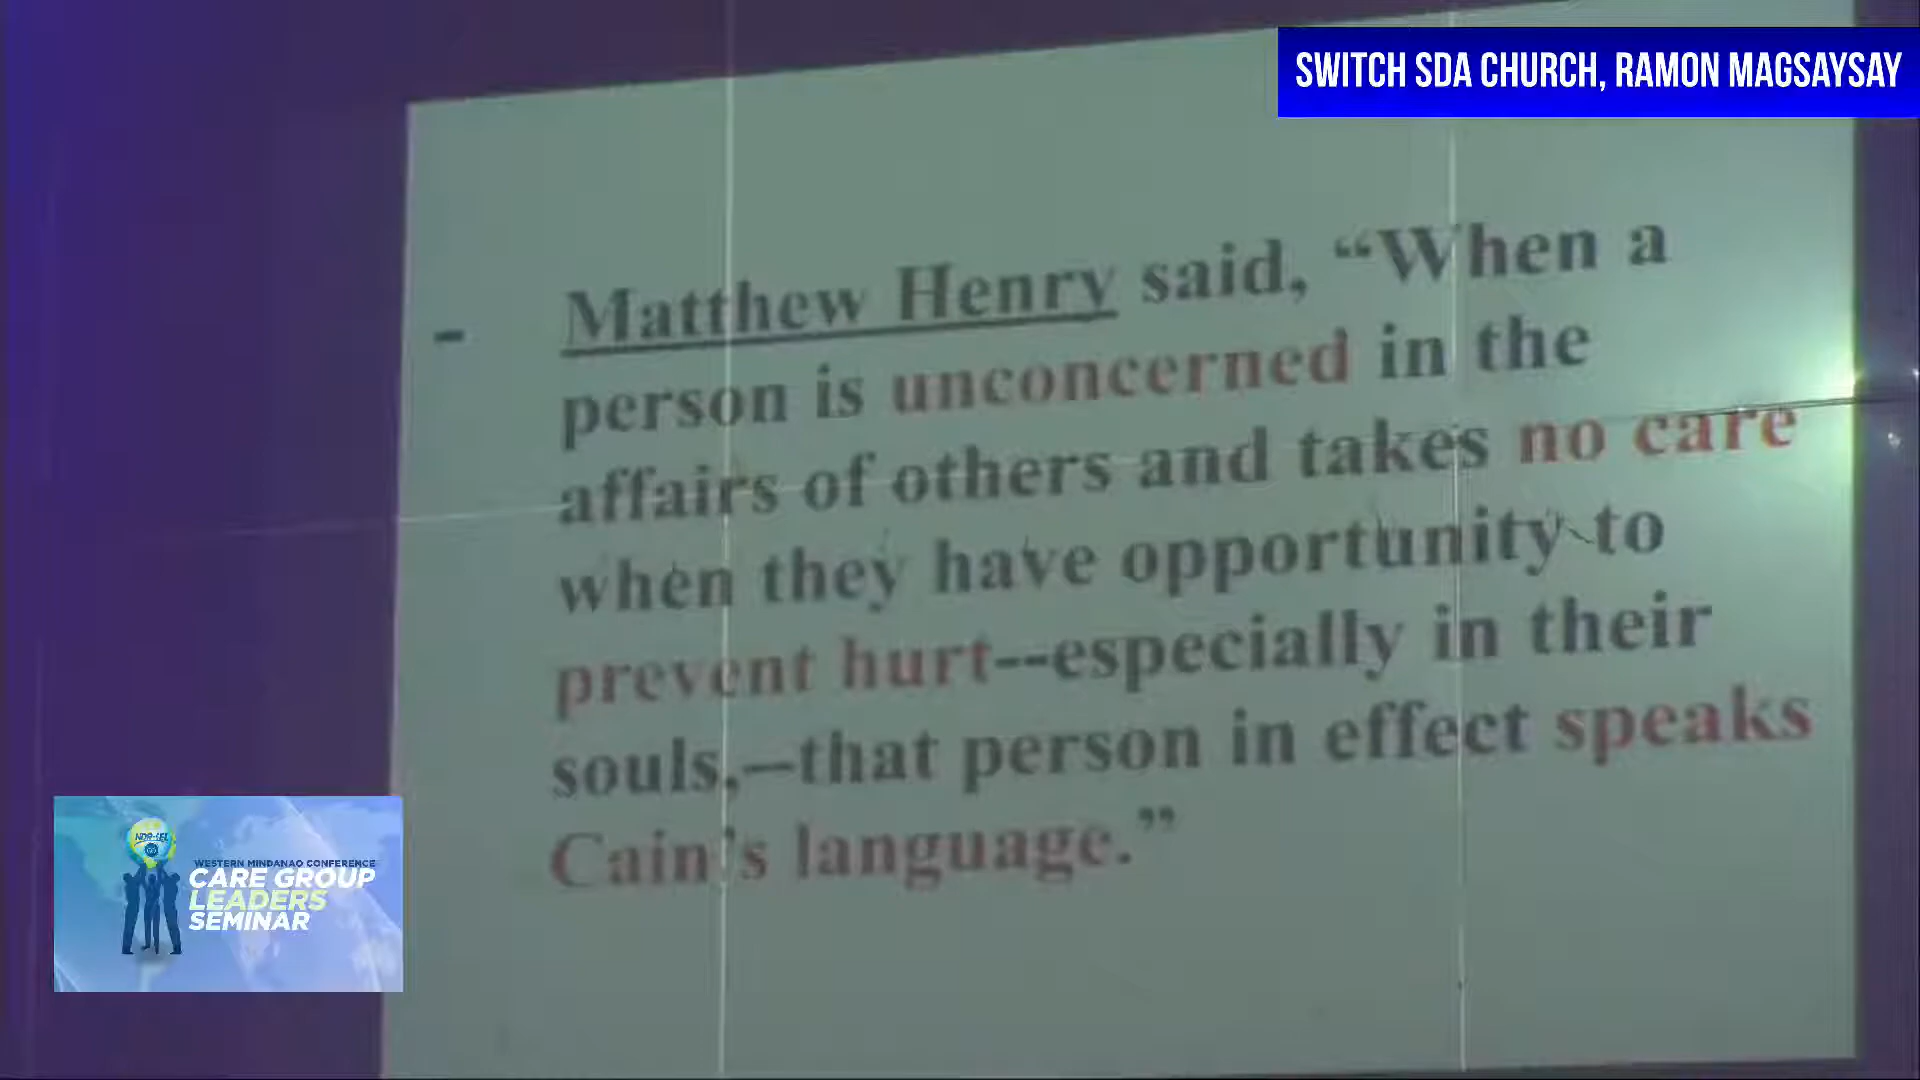 SWITCH SDA CHURCH, RAMON MAGSAYSAY
- Matthew Henry said, “When a
person is unconcerned in the
affairs of others and takes no care
when they have opportunity to
prevent hurt--especially in their
souls,—that person in effect speaks
Cain's language.”
NDR-IEL
WESTERN MINDANAO CONFERENCE
CARE GROUP
LEADERS
SEMINAR